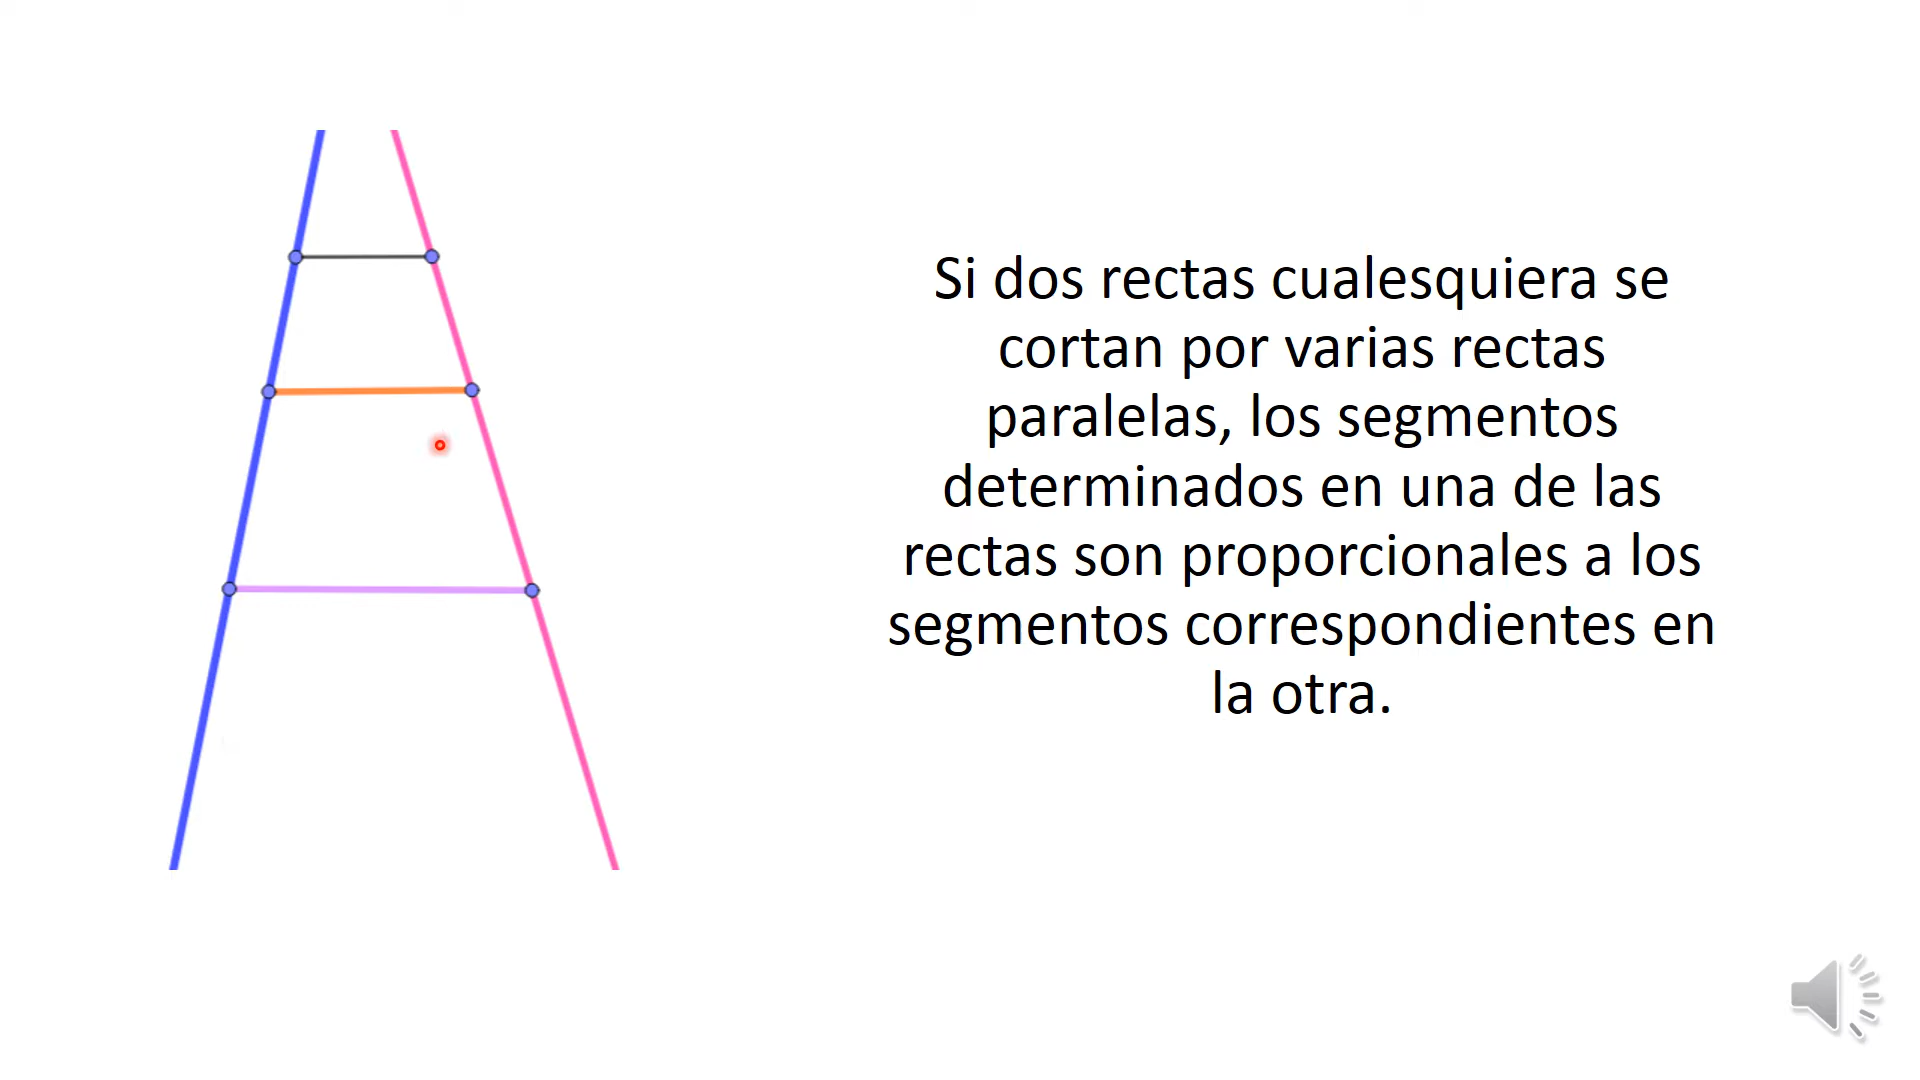 Si dos rectas cualesquiera se
cortan por varias rectas
paralelas, los segmentos
determinados en una de las
rectas son proporcionales a los
segmentos correspondientes en
la otra.